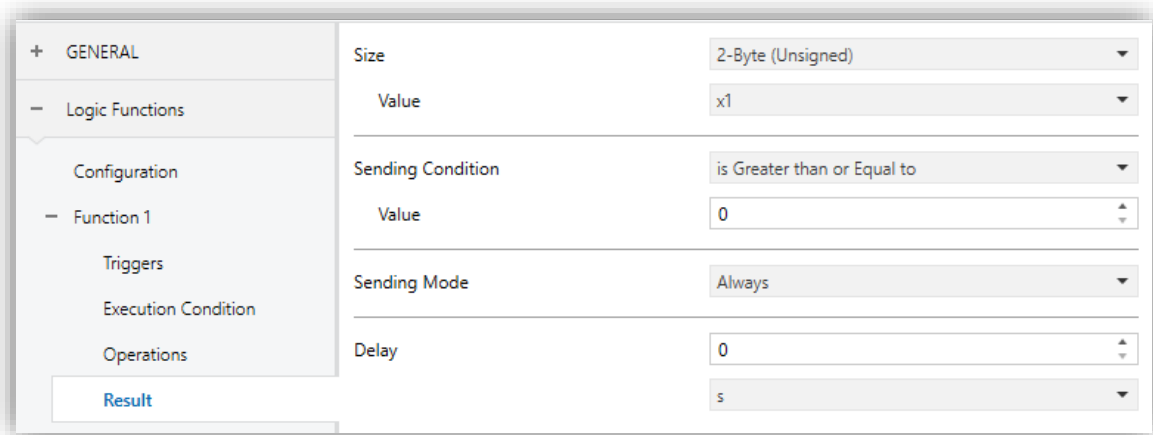 + GENERAL
− Logic Functions
Configuration
− Function 1
Triggers
Execution Condition
Operations
Result
Size 2-Byte (Unsigned)
Value x1
Sending Condition is Greater than or Equal to
Value 0
Sending Mode Always
Delay 0
s